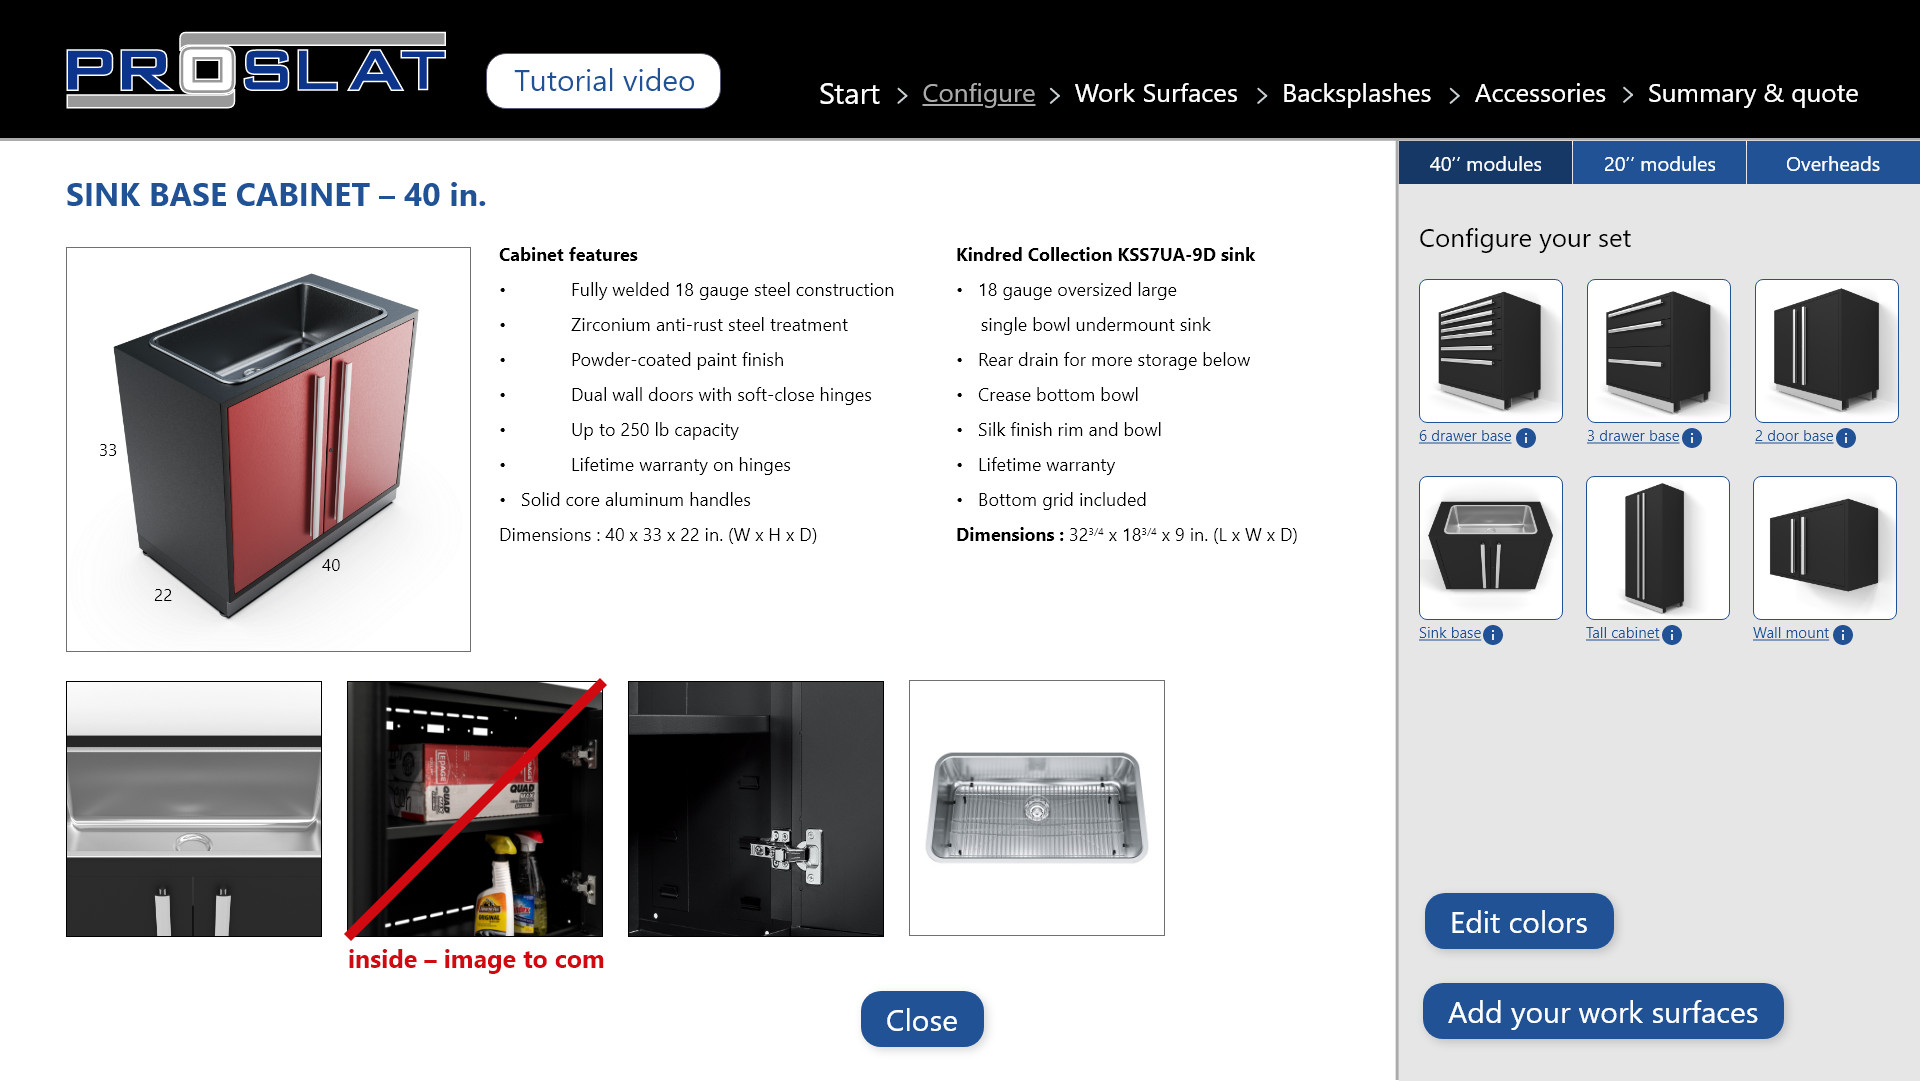 PROSLAT
Tutorial video
Start > Configure > Work Surfaces > Backsplashes > Accessories > Summary & quote
40’’ modules
20’’ modules
Overheads
SINK BASE CABINET – 40 in.
33
22
40
Cabinet features
• Fully welded 18 gauge steel construction
• Zirconium anti-rust steel treatment
• Powder-coated paint finish
• Dual wall doors with soft-close hinges
• Up to 250 lb capacity
• Lifetime warranty on hinges
• Solid core aluminum handles
Dimensions : 40 x 33 x 22 in. (W x H x D)
Kindred Collection KSS7UA-9D sink
• 18 gauge oversized large
single bowl undermount sink
• Rear drain for more storage below
• Crease bottom bowl
• Silk finish rim and bowl
• Lifetime warranty
• Bottom grid included
Dimensions : 32 3/4 x 18 3/4 x 9 in. (L x W x D)
LEPAGE
QUAD
QUAD
MAX
ORIGINAL
inside – image to com
Close
Configure your set
6 drawer base i
3 drawer base i
2 door base i
Sink base i
Tall cabinet i
Wall mount i
Edit colors
Add your work surfaces